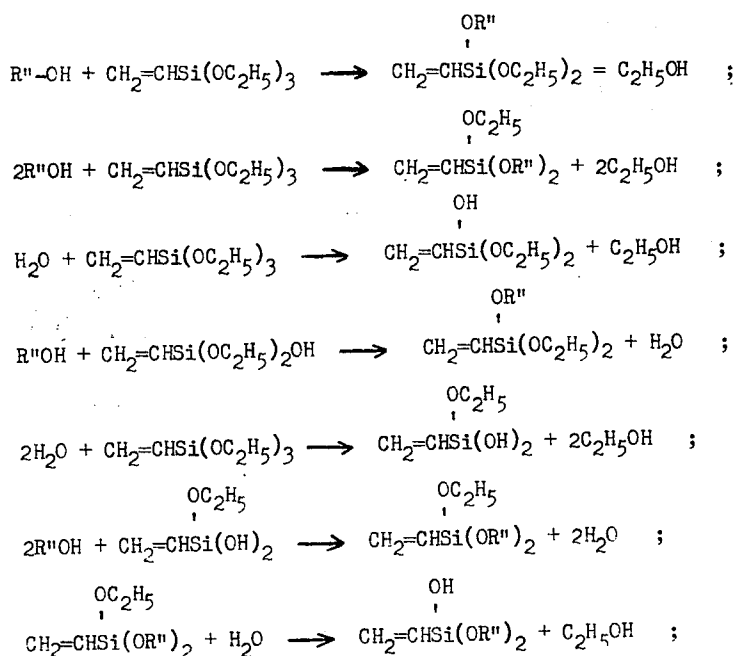 OR"
R"-OH + CH2=CHSi(OC2H5)3 ⟶ CH2=CHSi(OC2H5)2 = C2H5OH ;
OC2H5
2R"OH + CH2=CHSi(OC2H5)3 ⟶ CH2=CHSi(OR")2 + 2C2H5OH ;
OH
H2O + CH2=CHSi(OC2H5)3 ⟶ CH2=CHSi(OC2H5)2 + C2H5OH ;
OR"
R"OH + CH2=CHSi(OC2H5)2OH ⟶ CH2=CHSi(OC2H5)2 + H2O ;
OC2H5
2H2O + CH2=CHSi(OC2H5)3 ⟶ CH2=CHSi(OH)2 + 2C2H5OH ;
OC2H5 OC2H5
2R"OH + CH2=CHSi(OH)2 ⟶ CH2=CHSi(OR")2 + 2H2O ;
OC2H5 OH
CH2=CHSi(OR")2 + H2O ⟶ CH2=CHSi(OR")2 + C2H5OH ;